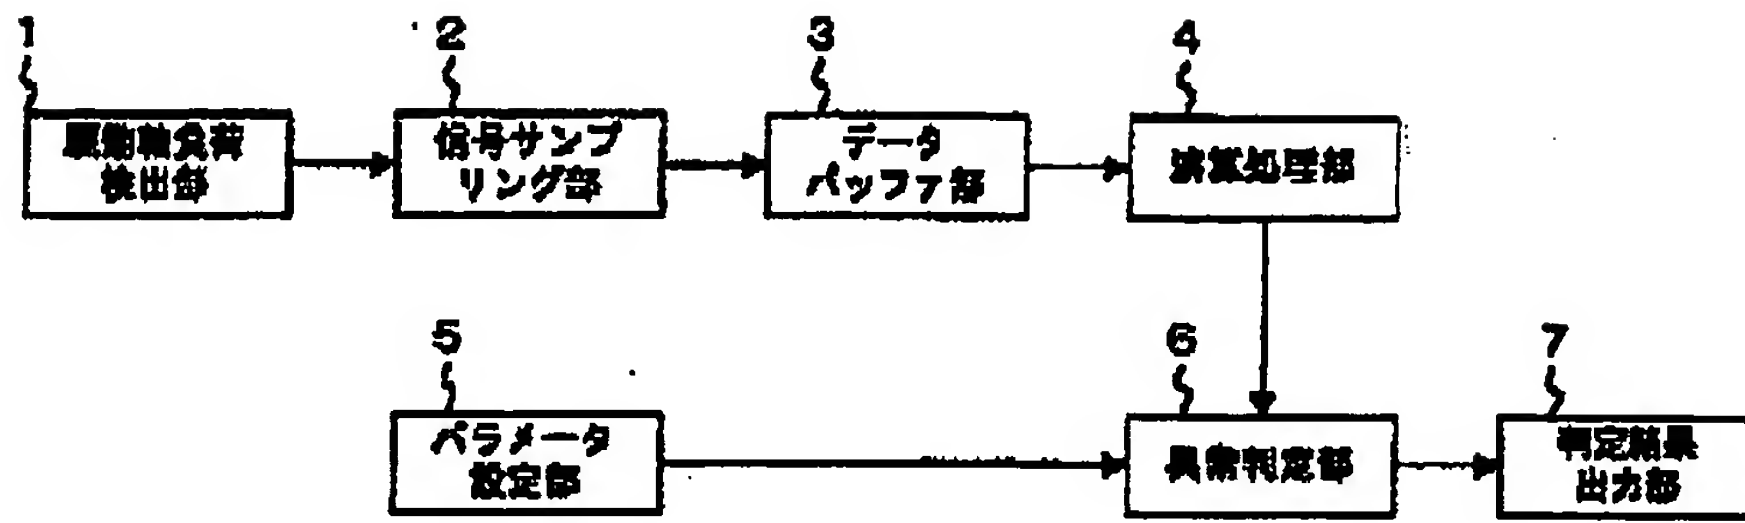 1
2
3
4
駆動軸負荷
検出部
信号サンプ
リング部
データ
バッファ部
演算処理部
5
6
7
パラメータ
設定部
異常判定部
判定結果
出力部